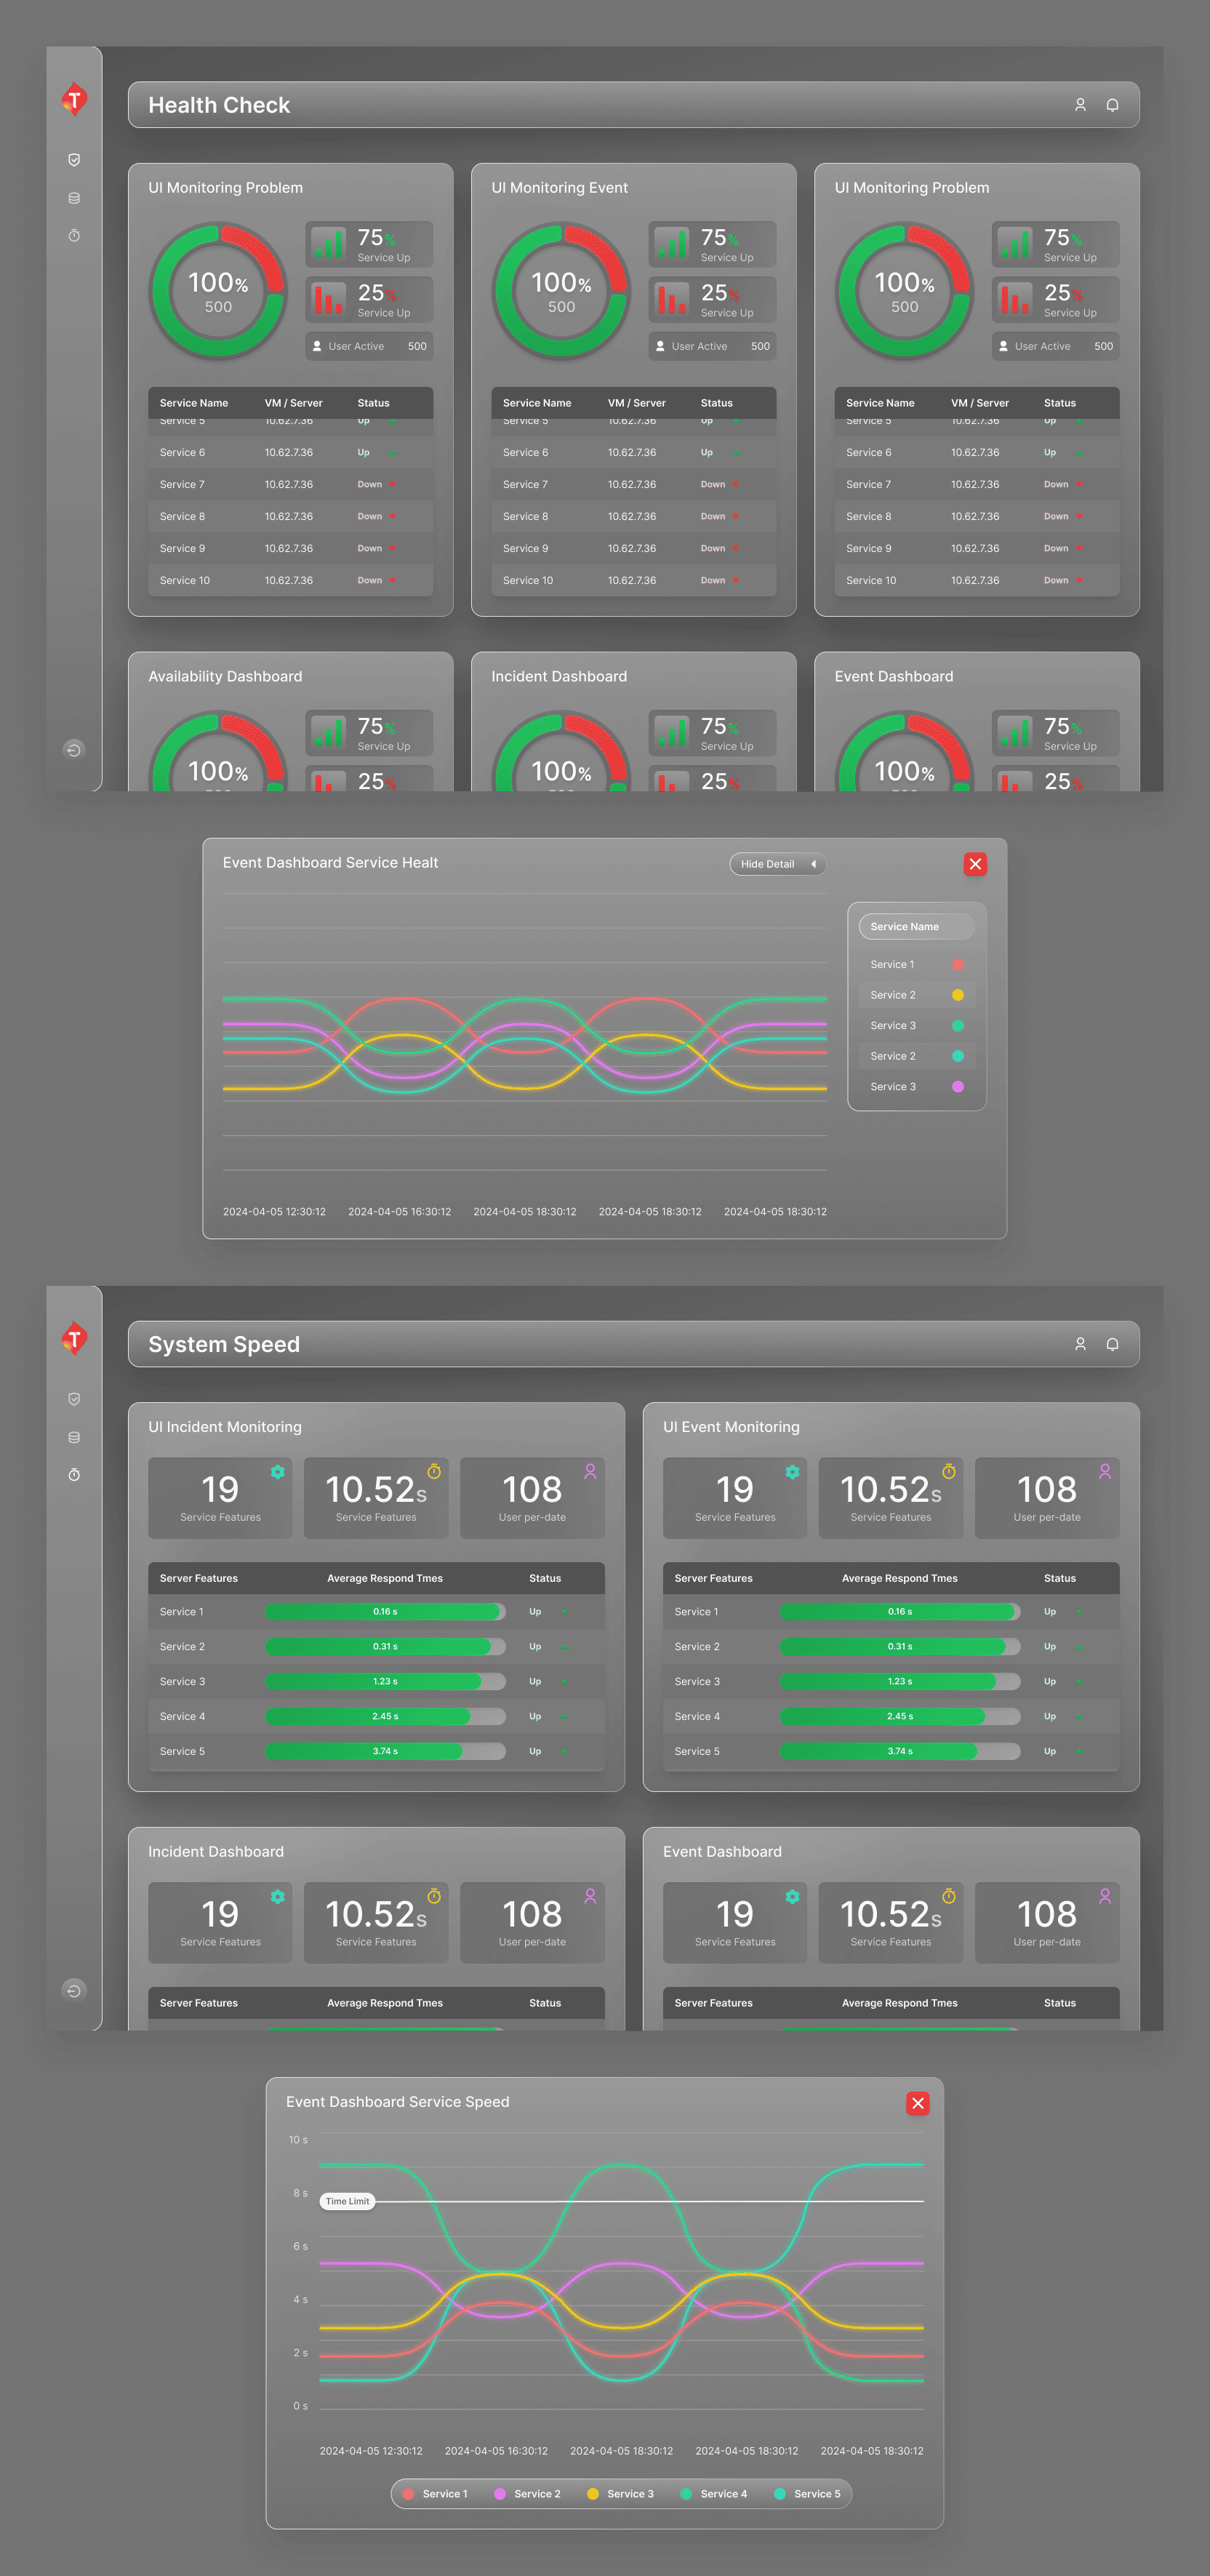 T
Health Check
UI Monitoring Problem
100%
500
75%
Service Up
25%
Service Up
User Active 500
Service Name VM / Server Status
Service 5 10.62.7.36 Up
Service 6 10.62.7.36 Up
Service 7 10.62.7.36 Down
Service 8 10.62.7.36 Down
Service 9 10.62.7.36 Down
Service 10 10.62.7.36 Down
UI Monitoring Event
100%
500
75%
Service Up
25%
Service Up
User Active 500
Service Name VM / Server Status
Service 5 10.62.7.36 Up
Service 6 10.62.7.36 Up
Service 7 10.62.7.36 Down
Service 8 10.62.7.36 Down
Service 9 10.62.7.36 Down
Service 10 10.62.7.36 Down
UI Monitoring Problem
100%
500
75%
Service Up
25%
Service Up
User Active 500
Service Name VM / Server Status
Service 5 10.62.7.36 Up
Service 6 10.62.7.36 Up
Service 7 10.62.7.36 Down
Service 8 10.62.7.36 Down
Service 9 10.62.7.36 Down
Service 10 10.62.7.36 Down
Availability Dashboard
100%
75%
Service Up
25%
Incident Dashboard
100%
75%
Service Up
25%
Event Dashboard
100%
75%
Service Up
25%
Event Dashboard Service Healt
Hide Detail
Service Name
Service 1
Service 2
Service 3
Service 2
Service 3
2024-04-05 12:30:12 2024-04-05 16:30:12 2024-04-05 18:30:12 2024-04-05 18:30:12 2024-04-05 18:30:12
T
System Speed
UI Incident Monitoring
19
Service Features
10.52s
Service Features
108
User per-date
Server Features Average Respond Tmes Status
Service 1 0.16 s Up
Service 2 0.31 s Up
Service 3 1.23 s Up
Service 4 2.45 s Up
Service 5 3.74 s Up
UI Event Monitoring
19
Service Features
10.52s
Service Features
108
User per-date
Server Features Average Respond Tmes Status
Service 1 0.16 s Up
Service 2 0.31 s Up
Service 3 1.23 s Up
Service 4 2.45 s Up
Service 5 3.74 s Up
Incident Dashboard
19
Service Features
10.52s
Service Features
108
User per-date
Server Features Average Respond Tmes Status
Event Dashboard
19
Service Features
10.52s
Service Features
108
User per-date
Server Features Average Respond Tmes Status
Event Dashboard Service Speed
10 s
8 s
Time Limit
6 s
4 s
2 s
0 s
2024-04-05 12:30:12 2024-04-05 16:30:12 2024-04-05 18:30:12 2024-04-05 18:30:12 2024-04-05 18:30:12
Service 1 Service 2 Service 3 Service 4 Service 5